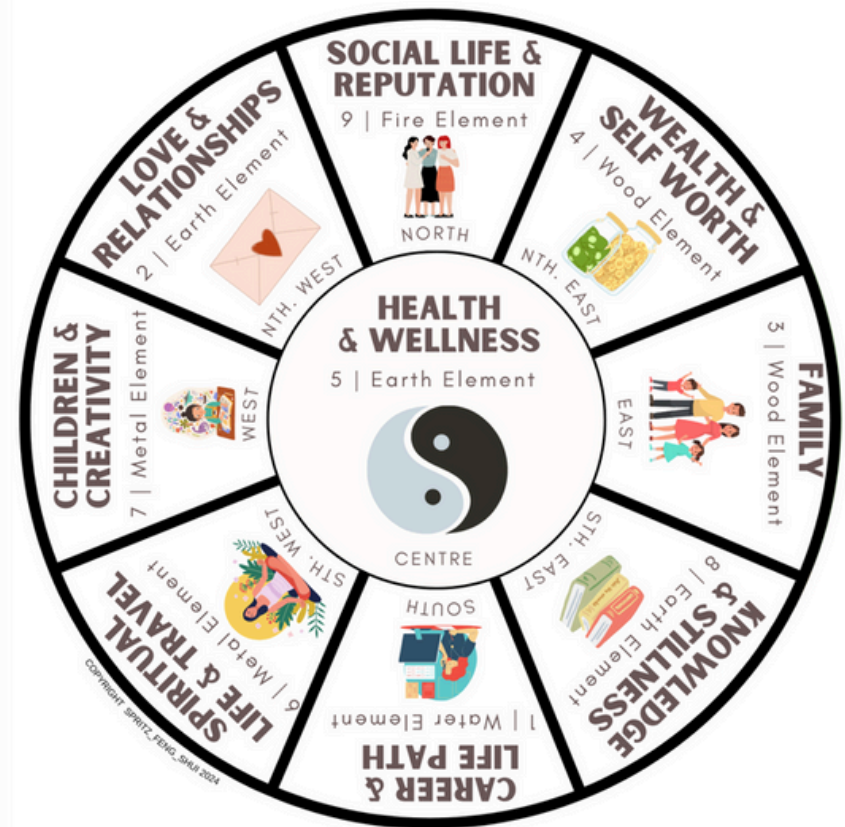 SOCIAL LIFE &
REPUTATION
9 | Fire Element
NORTH
WEALTH &
SELF WORTH
4 | Wood Element
NTH. EAST
FAMILY
3 | Wood Element
EAST
KNOWLEDGE
& STILLNESS
8 | Earth Element
STH. EAST
CAREER &
LIFE PATH
1 | Water Element
SOUTH
SPIRITUAL
LIFE & TRAVEL
6 | Metal Element
STH. WEST
CHILDREN &
CREATIVITY
7 | Metal Element
WEST
LOVE &
RELATIONSHIPS
2 | Earth Element
NTH. WEST
HEALTH
& WELLNESS
5 | Earth Element
CENTRE
COPYRIGHT SPRITZ_FENG_SHUI 2024